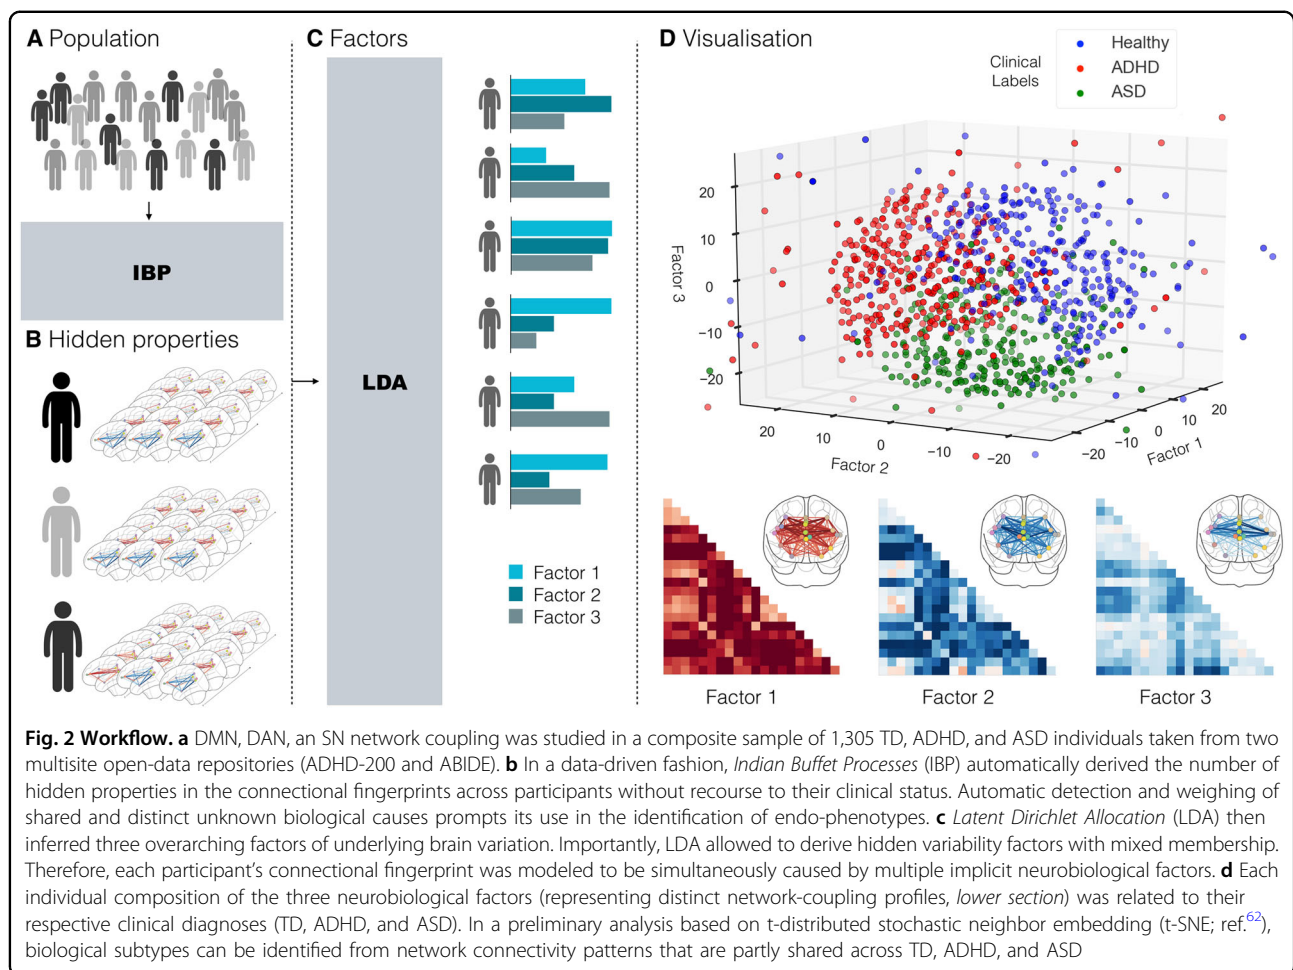 A Population
IBP
B Hidden properties
C Factors
LDA
Factor 1
Factor 2
Factor 3
D Visualisation
Clinical
Labels
Healthy
ADHD
ASD
Factor 3
20
10
0
−10
−20
20
10
0
−10
−20
Factor 2
−20
−10
0
10
20
Factor 1
Factor 1
Factor 2
Factor 3
Fig. 2 Workflow. a DMN, DAN, an SN network coupling was studied in a composite sample of 1,305 TD, ADHD, and ASD individuals taken from two
multisite open-data repositories (ADHD-200 and ABIDE). b In a data-driven fashion, Indian Buffet Processes (IBP) automatically derived the number of
hidden properties in the connectional fingerprints across participants without recourse to their clinical status. Automatic detection and weighing of
shared and distinct unknown biological causes prompts its use in the identification of endo-phenotypes. c Latent Dirichlet Allocation (LDA) then
inferred three overarching factors of underlying brain variation. Importantly, LDA allowed to derive hidden variability factors with mixed membership.
Therefore, each participant's connectional fingerprint was modeled to be simultaneously caused by multiple implicit neurobiological factors. d Each
individual composition of the three neurobiological factors (representing distinct network-coupling profiles, lower section) was related to their
respective clinical diagnoses (TD, ADHD, and ASD). In a preliminary analysis based on t-distributed stochastic neighbor embedding (t-SNE; ref.62),
biological subtypes can be identified from network connectivity patterns that are partly shared across TD, ADHD, and ASD